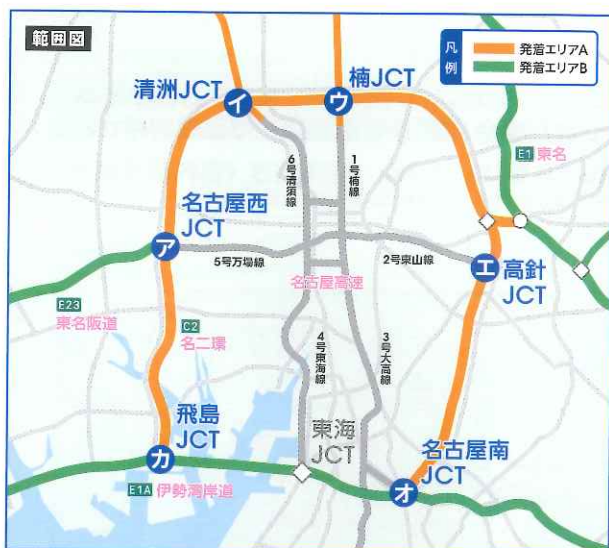 範囲図
凡例
発着エリアA
発着エリアB
清洲JCT
イ
ウ
楠JCT
E1 東名
6号清須線
1号楠線
名古屋西
JCT
ア
5号万場線
2号東山線
エ
高針
JCT
名古屋高速
E23
東名阪道
C2
名二環
4号東海線
3号大高線
飛島
JCT
カ
東海
JCT
名古屋南
JCT
オ
E1A 伊勢湾岸道